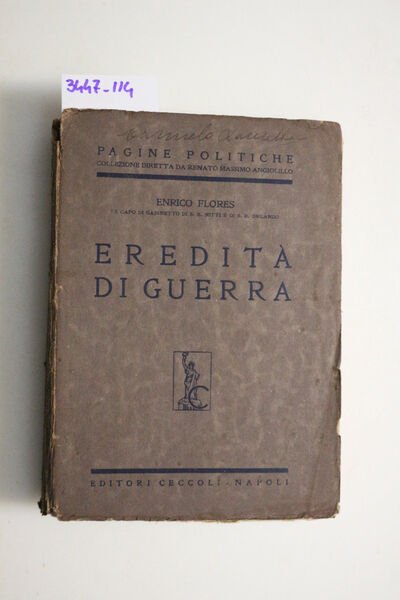 3447-114
PAGINE POLITICHE
COLLEZIONE DIRETTA DA RENATO MASSIMO ANGIOLILLO
ENRICO FLORES
CAPO DI GABINETTO DI S. E. NITTI E DI S. E. ORLANDO
EREDITÀ
DI GUERRA
EDITORI CECCOLI - NAPOLI